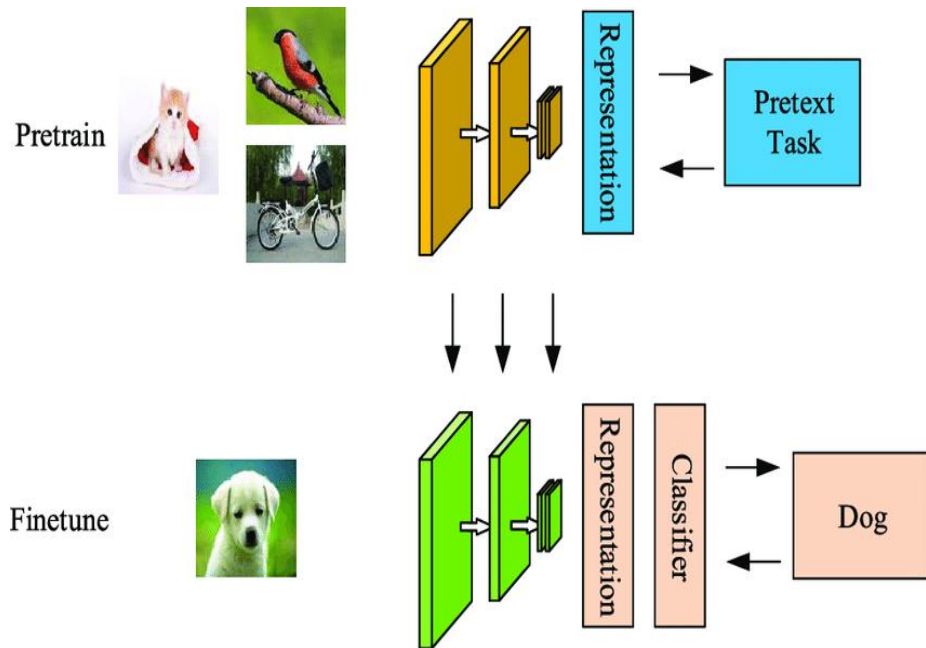 Pretrain
Representation
Pretext
Task
Finetune
Representation
Classifier
Dog